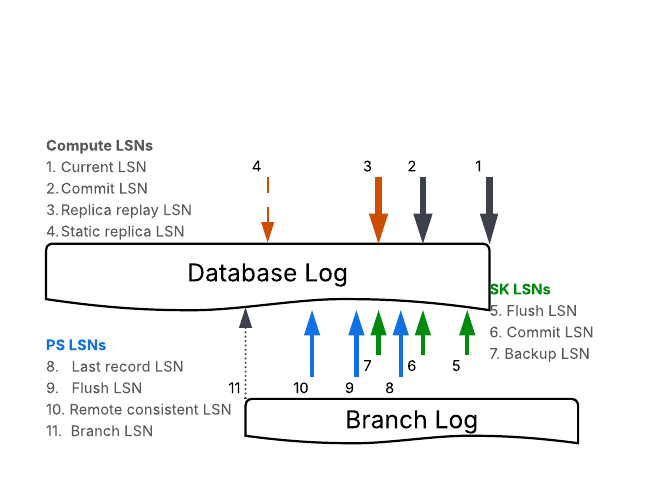 Compute LSNs
1. Current LSN
2. Commit LSN
3. Replica replay LSN
4. Static replica LSN
4
3
2
1
Database Log
SK LSNs
5. Flush LSN
6. Commit LSN
7. Backup LSN
PS LSNs
8. Last record LSN
9. Flush LSN
10. Remote consistent LSN
11. Branch LSN
11
10
9
7
8
6
5
Branch Log